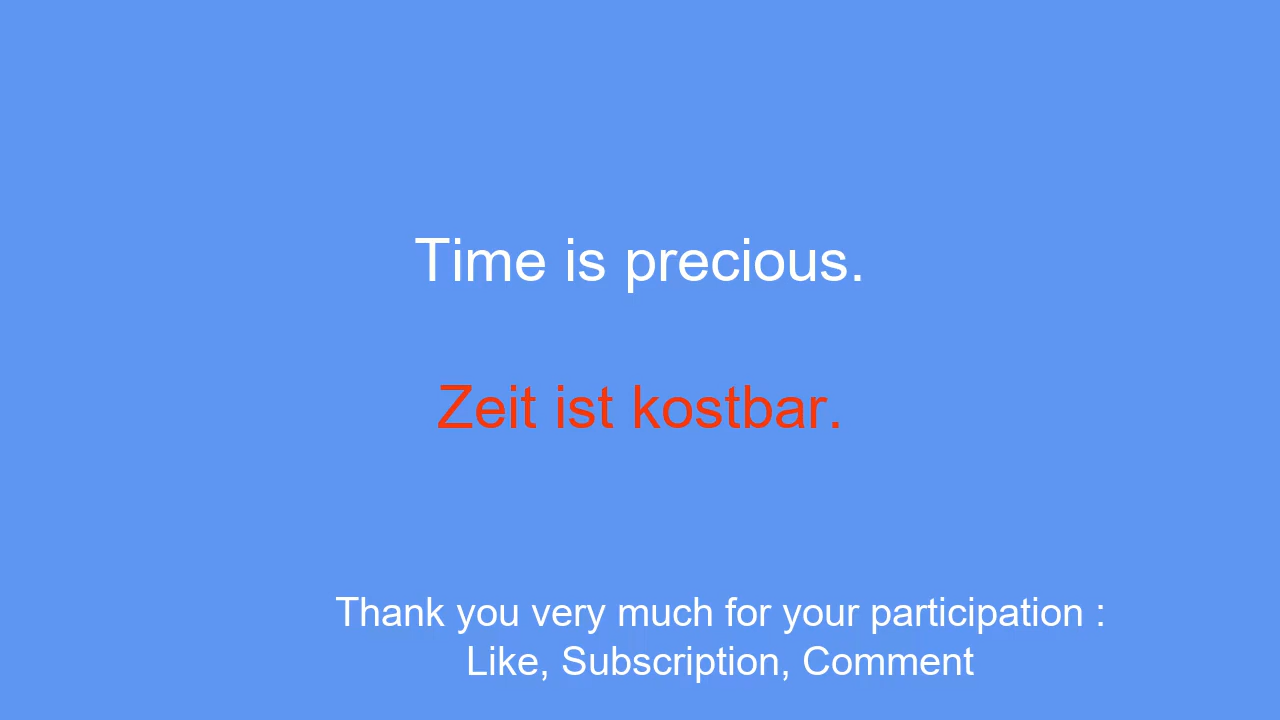 Time is precious.
Zeit ist kostbar.
Thank you very much for your participation :
Like, Subscription, Comment